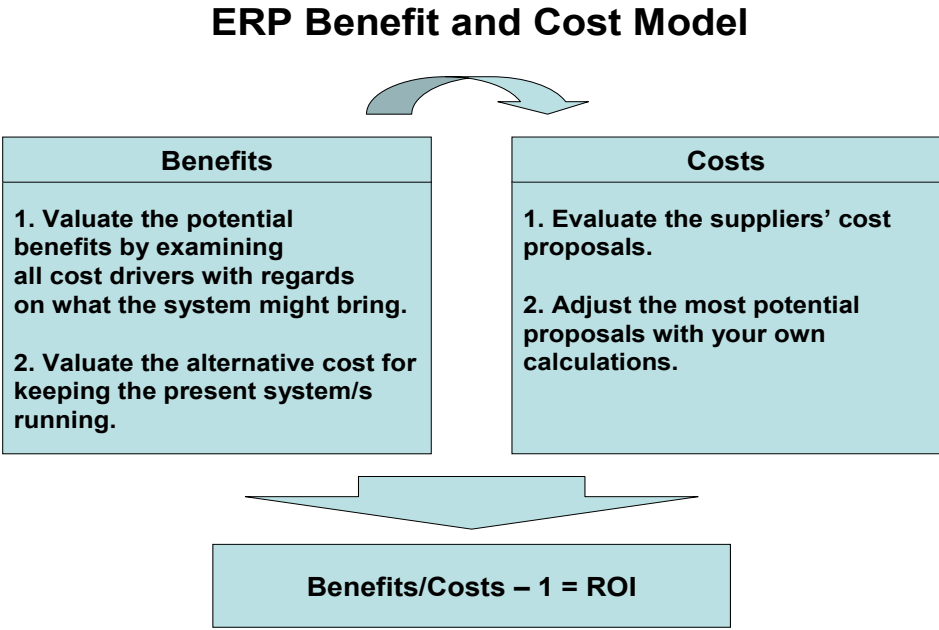 ERP Benefit and Cost Model
Benefits
1. Valuate the potential
benefits by examining
all cost drivers with regards
on what the system might bring.
2. Valuate the alternative cost for
keeping the present system/s
running.
Costs
1. Evaluate the suppliers’ cost
proposals.
2. Adjust the most potential
proposals with your own
calculations.
Benefits/Costs – 1 = ROI